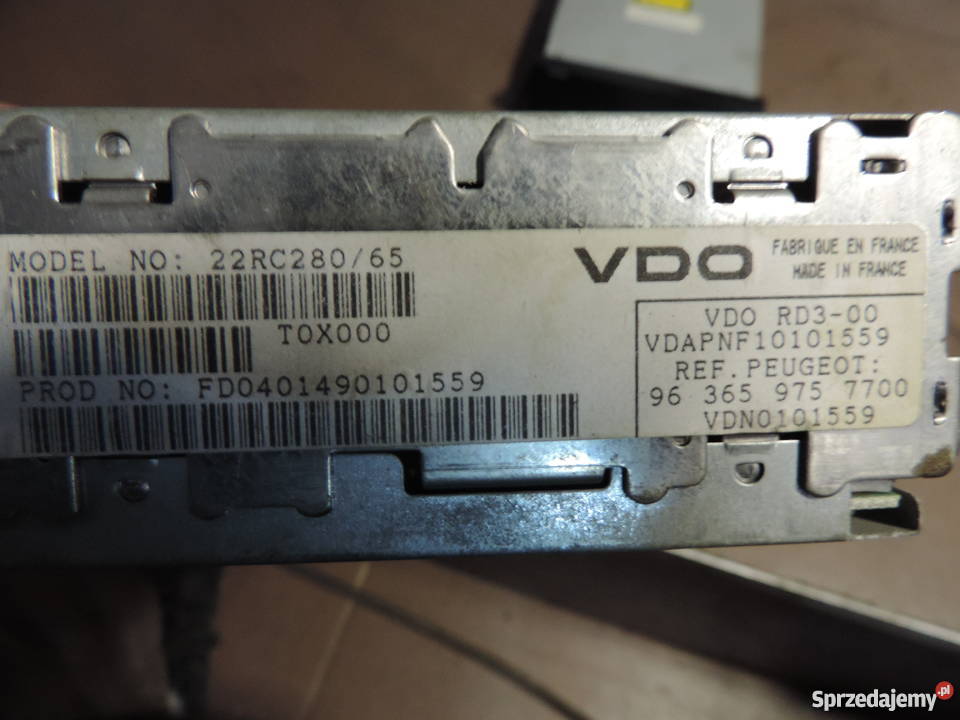 MODEL NO: 22RC280/65
T0X000
PROD NO: FD0401490101559
VDO
FABRIQUE EN FRANCE
MADE IN FRANCE
VDO RD3-00
VDAPNF10101559
REF. PEUGEOT:
96 365 975 7700
VDN0101559
Sprzedajemy.pl